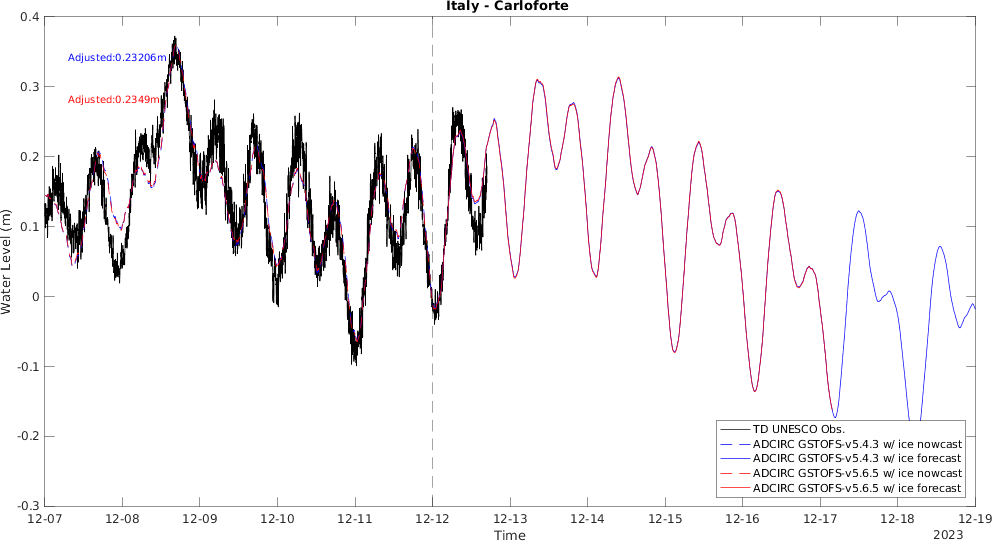 Italy - Carloforte
0.4
0.3
0.2
0.1
0
-0.1
-0.2
-0.3
Water Level (m)
Adjusted:0.23206m
Adjusted:0.2349m
TD UNESCO Obs.
ADCIRC GSTOFS-v5.4.3 w/ ice nowcast
ADCIRC GSTOFS-v5.4.3 w/ ice forecast
ADCIRC GSTOFS-v5.6.5 w/ ice nowcast
ADCIRC GSTOFS-v5.6.5 w/ ice forecast
12-07 12-08 12-09 12-10 12-11 12-12 12-13 12-14 12-15 12-16 12-17 12-18 12-19
Time
2023